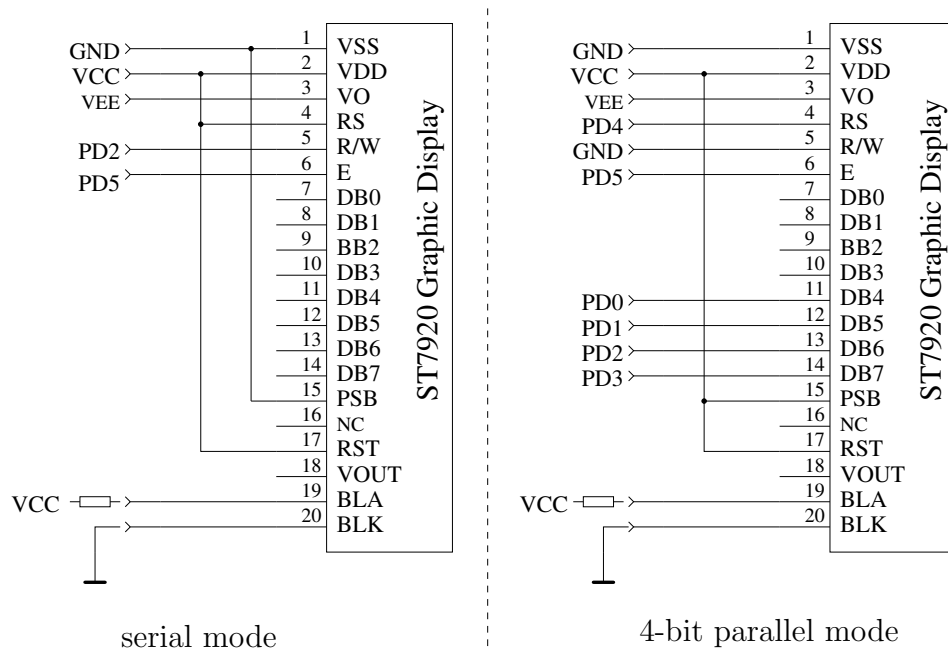 GND 1 VSS
VCC 2 VDD
VEE 3 VO
4 RS
PD2 5 R/W
PD5 6 E
7 DB0
8 DB1
9 BB2
10 DB3
11 DB4
12 DB5
13 DB6
14 DB7
15 PSB
16 NC
17 RST
18 VOUT
VCC 19 BLA
20 BLK
ST7920 Graphic Display
serial mode
GND 1 VSS
VCC 2 VDD
VEE 3 VO
PD4 4 RS
GND 5 R/W
PD5 6 E
7 DB0
8 DB1
9 BB2
10 DB3
PD0 11 DB4
PD1 12 DB5
PD2 13 DB6
PD3 14 DB7
15 PSB
16 NC
17 RST
18 VOUT
VCC 19 BLA
20 BLK
ST7920 Graphic Display
4-bit parallel mode